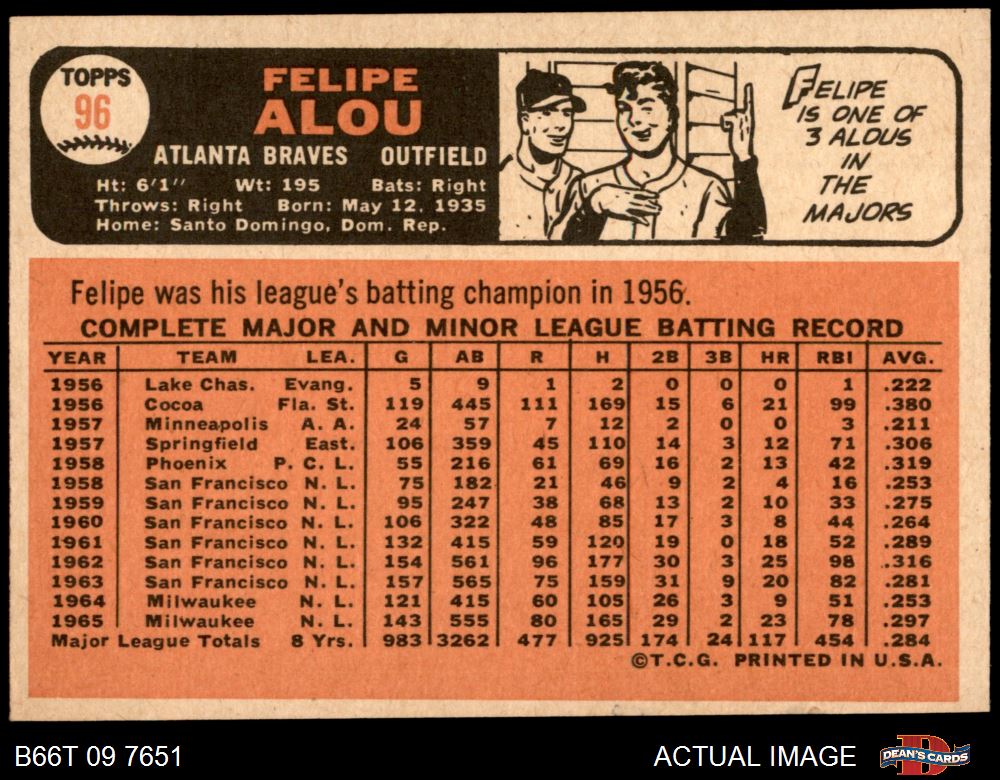 TOPPS
96
FELIPE
ALOU
ATLANTA BRAVES OUTFIELD
Ht: 6'1" Wt: 195 Bats: Right
Throws: Right Born: May 12, 1935
Home: Santo Domingo, Dom. Rep.
FELIPE
IS ONE OF
3 ALOUS
IN
THE
MAJORS
Felipe was his league's batting champion in 1956.
COMPLETE MAJOR AND MINOR LEAGUE BATTING RECORD
YEAR TEAM LEA. G AB R H 2B 3B HR RBI AVG.
1956 Lake Chas. Evang. 5 9 1 2 0 0 0 1 .222
1956 Cocoa Fla. St. 119 445 111 169 15 6 21 99 .380
1957 Minneapolis A. A. 24 57 7 12 2 0 0 3 .211
1957 Springfield East. 106 359 45 110 14 3 12 71 .306
1958 Phoenix P. C. L. 55 216 61 69 16 2 13 42 .319
1958 San Francisco N. L. 75 182 21 46 9 2 4 16 .253
1959 San Francisco N. L. 95 247 38 68 13 2 10 33 .275
1960 San Francisco N. L. 106 322 48 85 17 3 8 44 .264
1961 San Francisco N. L. 132 415 59 120 19 0 18 52 .289
1962 San Francisco N. L. 154 561 96 177 30 3 25 98 .316
1963 San Francisco N. L. 157 565 75 159 31 9 20 82 .281
1964 Milwaukee N. L. 121 415 60 105 26 3 9 51 .253
1965 Milwaukee N. L. 143 555 80 165 29 2 23 78 .297
Major League Totals 8 Yrs. 983 3262 477 925 174 24 117 454 .284
©T.C.G. PRINTED IN U.S.A.
B66T 09 7651 ACTUAL IMAGE DEAN'S CARDS